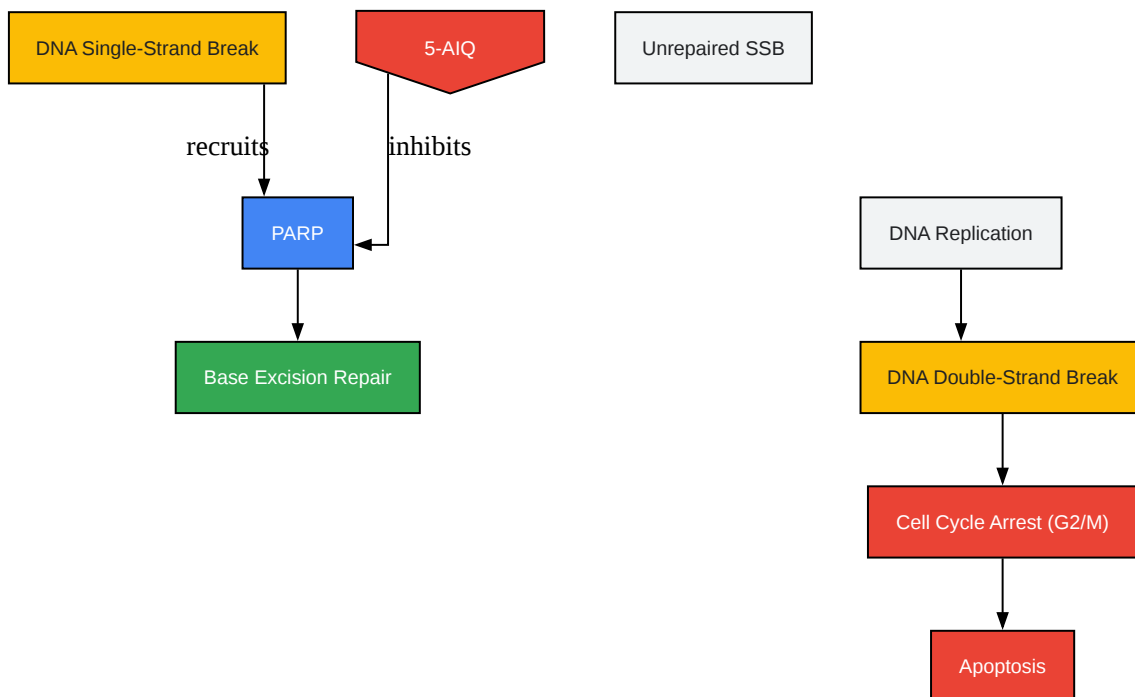 DNA Single-Strand Break
5-AIQ
Unrepaired SSB
recruits
inhibits
PARP
DNA Replication
Base Excision Repair
DNA Double-Strand Break
Cell Cycle Arrest (G2/M)
Apoptosis